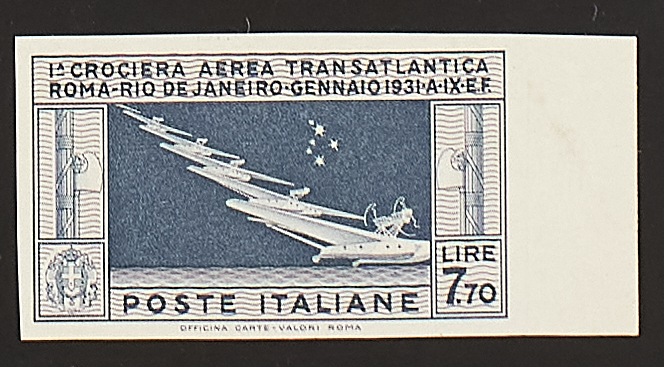 1ᴬ CROCIERA AEREA TRANSATLANTICA
ROMA-RIO DE JANEIRO·GENNAIO 1931·A·IX·E.F.
LIRE
7.70
POSTE ITALIANE
OFFICINA CARTE-VALORI ROMA